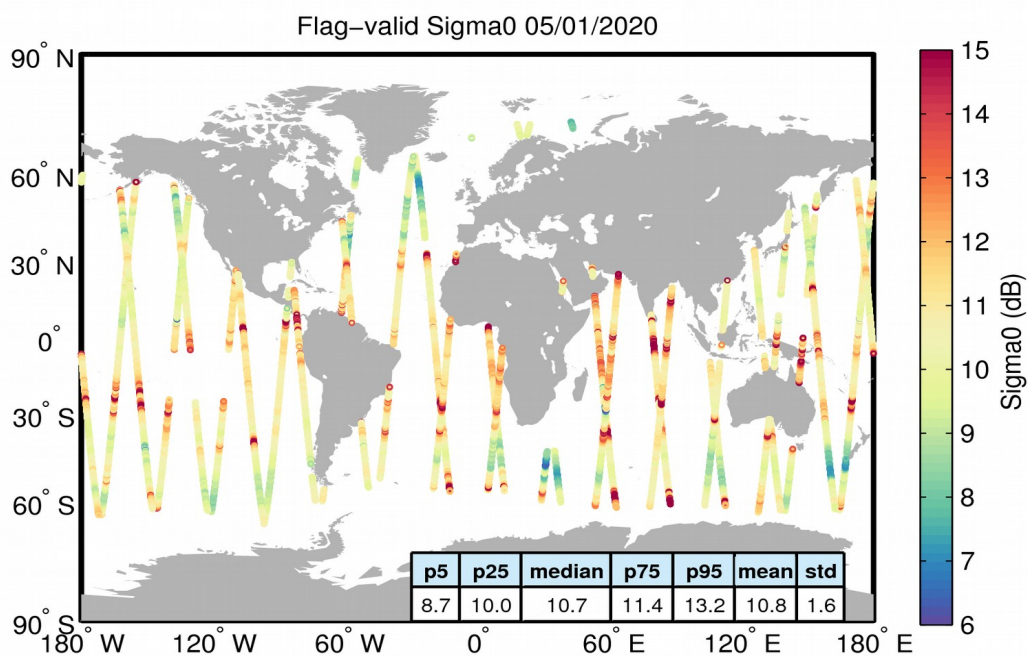 Flag-valid Sigma0 05/01/2020
90° N
60° N
30° N
0°
30° S
60° S
90° S
180° W 120° W 60° W 0° 60° E 120° E 180° E
15
14
13
12
11
10
9
8
7
6
Sigma0 (dB)
p5 p25 median p75 p95 mean std
8.7 10.0 10.7 11.4 13.2 10.8 1.6